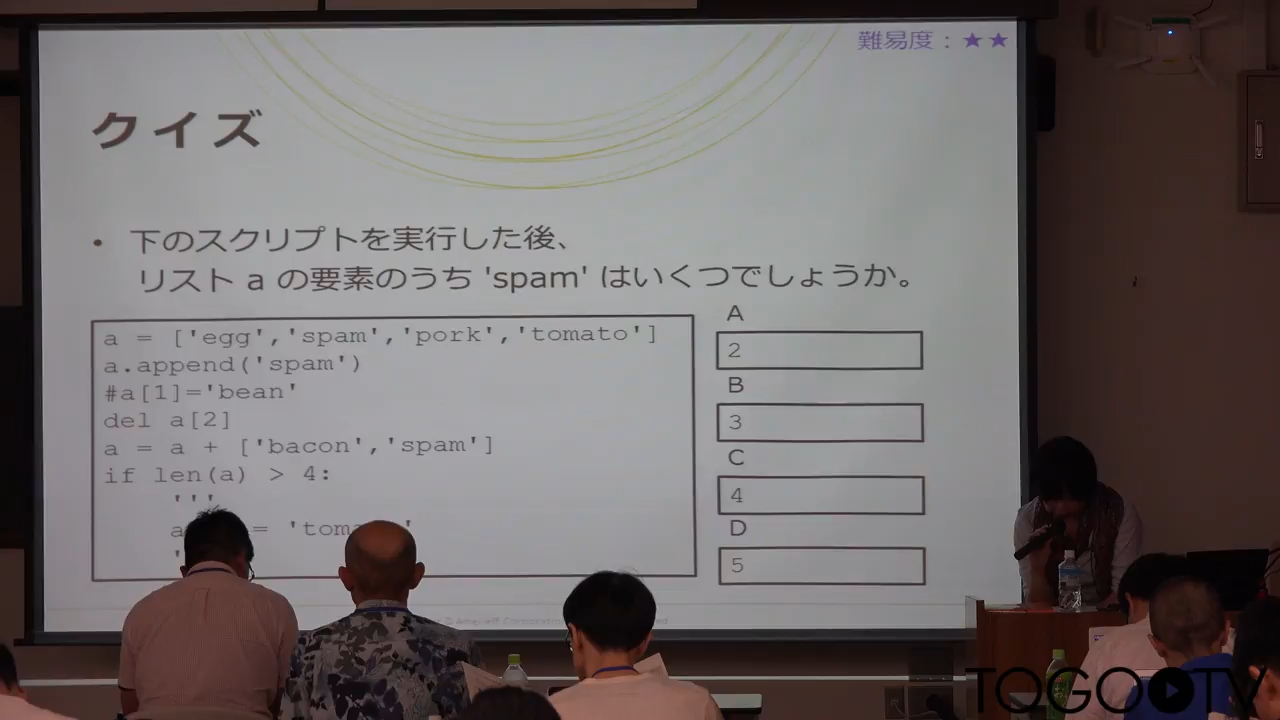 難易度：★★
クイズ
• 下のスクリプトを実行した後、
リスト a の要素のうち 'spam' はいくつでしょうか。
a = ['egg','spam','pork','tomato']
a.append('spam')
#a[1]='bean'
del a[2]
a = a + ['bacon','spam']
if len(a) > 4:
'''
a = 'toma
'
A
2
B
3
C
4
D
5
TOGOOTV